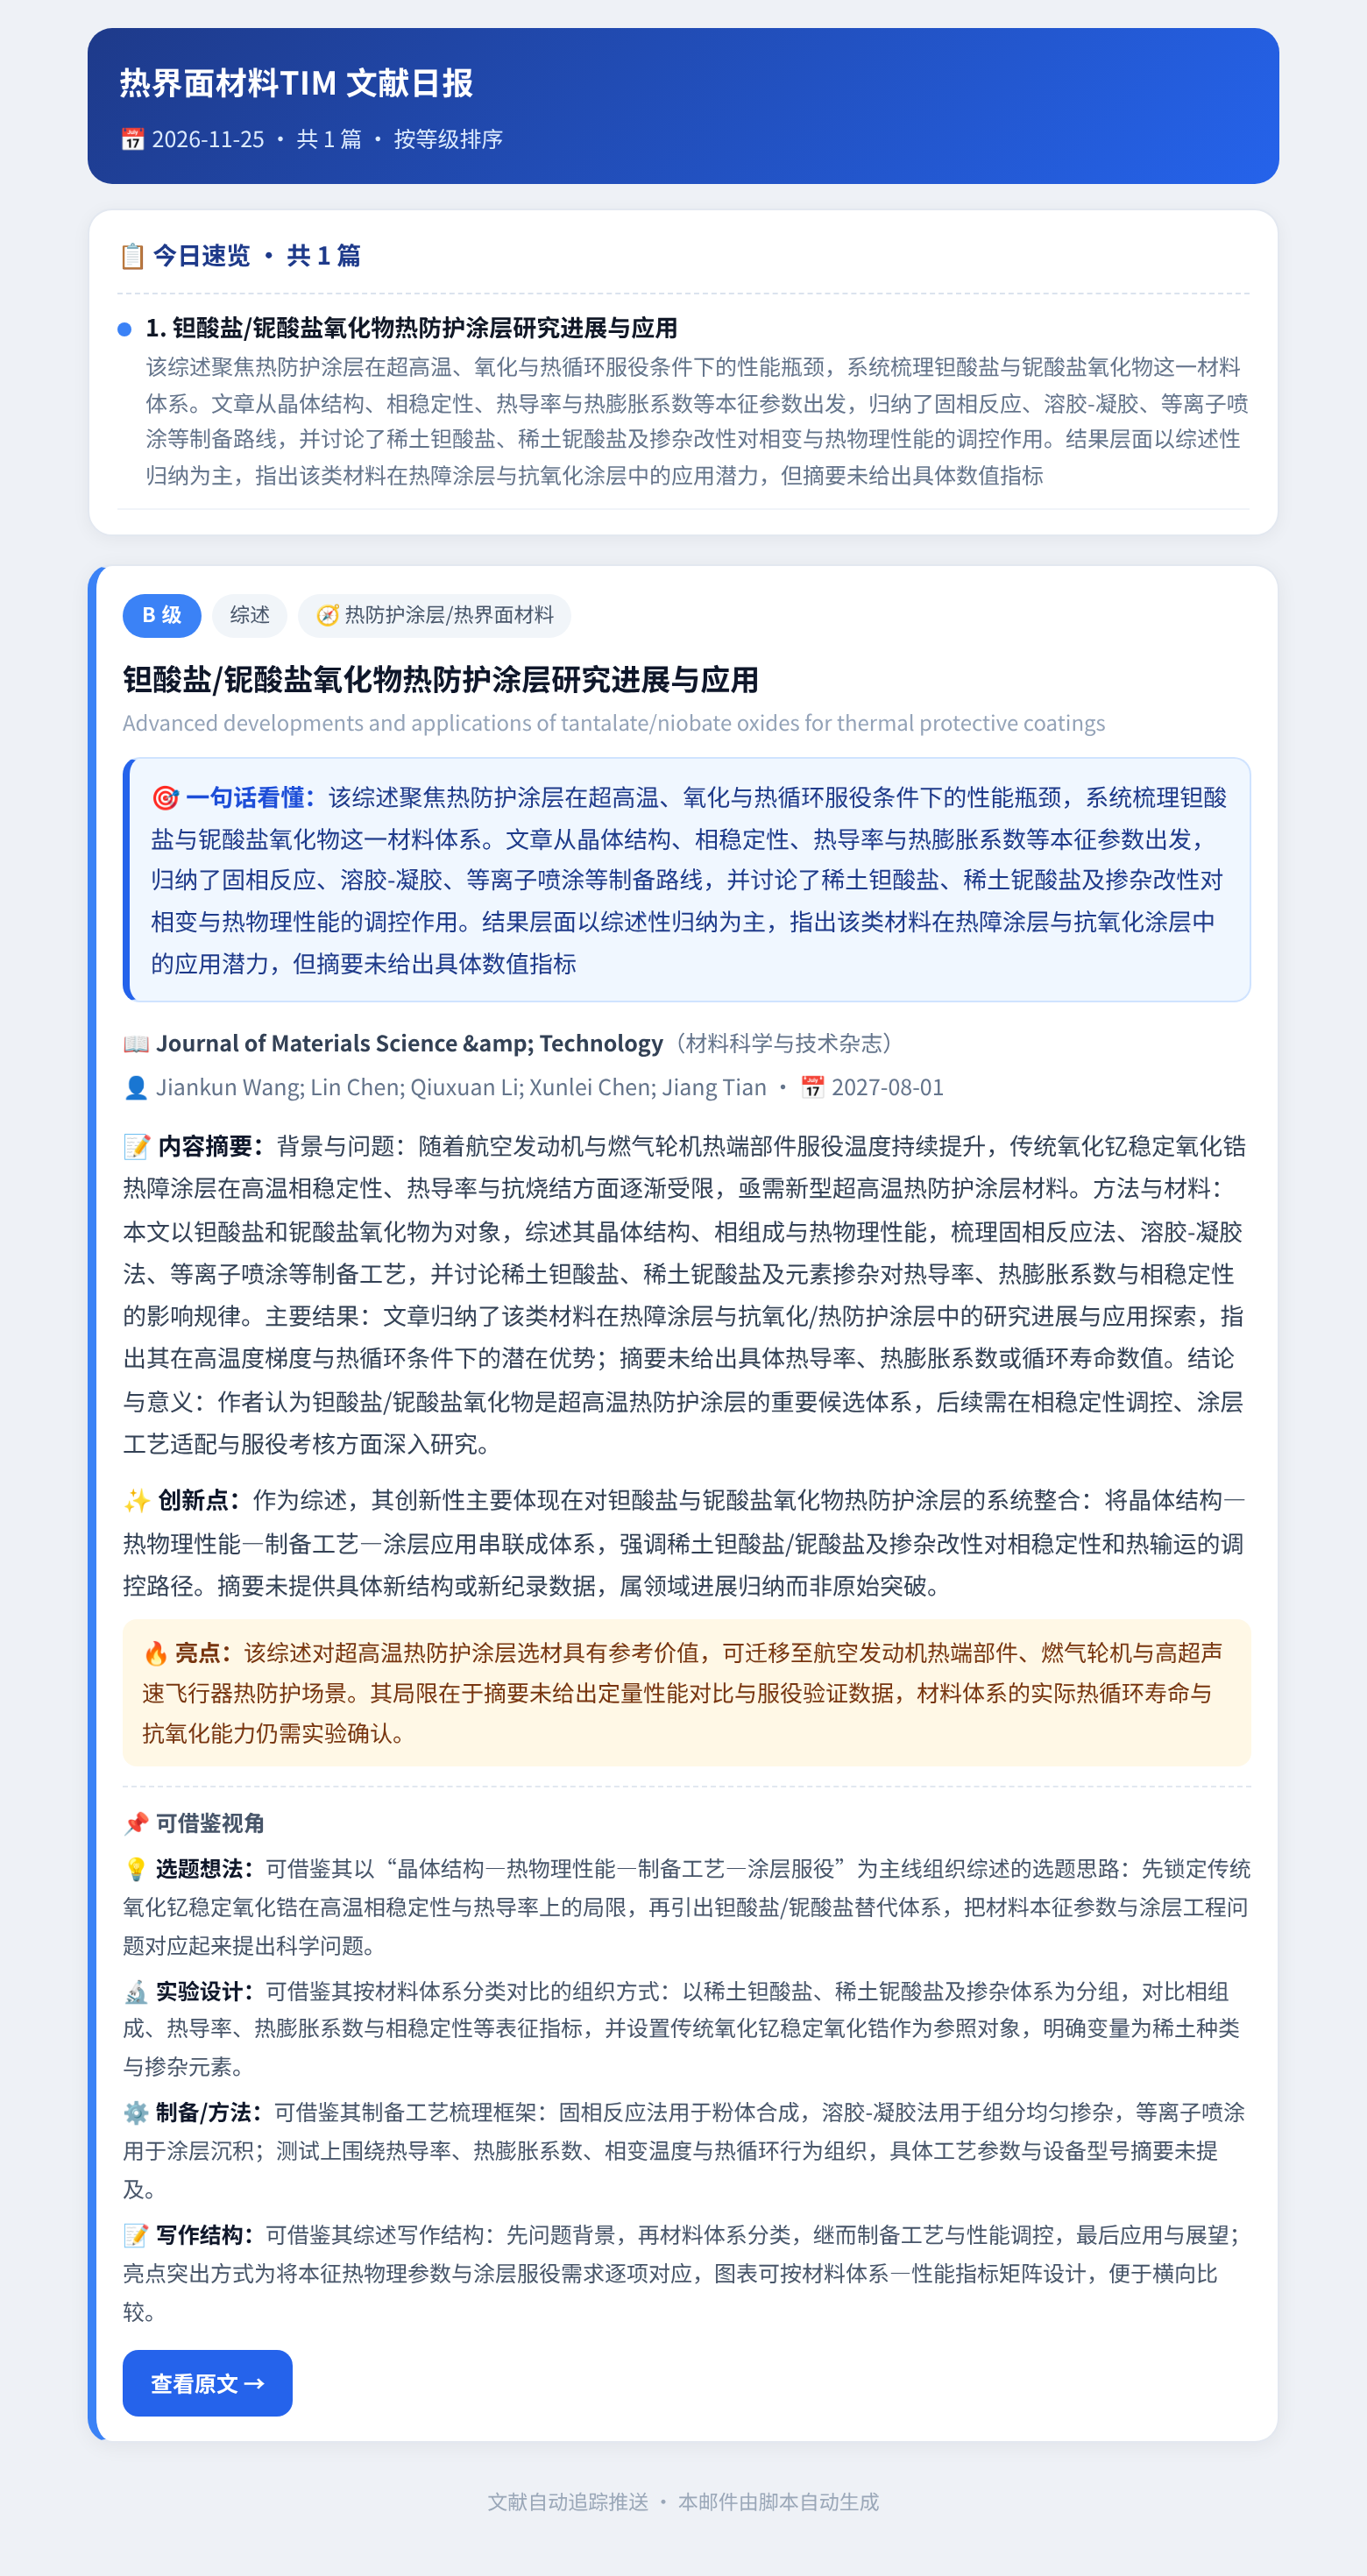 热界面材料TIM 文献日报
📅 2026-11-25 • 共 1 篇 • 按等级排序
📋 今日速览 • 共 1 篇
1. 钽酸盐/铌酸盐氧化物热防护涂层研究进展与应用
该综述聚焦热防护涂层在超高温、氧化与热循环服役条件下的性能瓶颈，系统梳理钽酸盐与铌酸盐氧化物这一材料
体系。文章从晶体结构、相稳定性、热导率与热膨胀系数等本征参数出发，归纳了固相反应、溶胶-凝胶、等离子喷
涂等制备路线，并讨论了稀土钽酸盐、稀土铌酸盐及掺杂改性对相变与热物理性能的调控作用。结果层面以综述性
归纳为主，指出该类材料在热障涂层与抗氧化涂层中的应用潜力，但摘要未给出具体数值指标
B 级 综述 🧭 热防护涂层/热界面材料
钽酸盐/铌酸盐氧化物热防护涂层研究进展与应用
Advanced developments and applications of tantalate/niobate oxides for thermal protective coatings
🎯 一句话看懂：该综述聚焦热防护涂层在超高温、氧化与热循环服役条件下的性能瓶颈，系统梳理钽酸
盐与铌酸盐氧化物这一材料体系。文章从晶体结构、相稳定性、热导率与热膨胀系数等本征参数出发，
归纳了固相反应、溶胶-凝胶、等离子喷涂等制备路线，并讨论了稀土钽酸盐、稀土铌酸盐及掺杂改性对
相变与热物理性能的调控作用。结果层面以综述性归纳为主，指出该类材料在热障涂层与抗氧化涂层中
的应用潜力，但摘要未给出具体数值指标
📖 Journal of Materials Science &amp; Technology（材料科学与技术杂志）
👤 Jiankun Wang; Lin Chen; Qiuxuan Li; Xunlei Chen; Jiang Tian • 📅 2027-08-01
📝 内容摘要：背景与问题：随着航空发动机与燃气轮机热端部件服役温度持续提升，传统氧化钇稳定氧化锆
热障涂层在高温相稳定性、热导率与抗烧结方面逐渐受限，亟需新型超高温热防护涂层材料。方法与材料：
本文以钽酸盐和铌酸盐氧化物为对象，综述其晶体结构、相组成与热物理性能，梳理固相反应法、溶胶-凝胶
法、等离子喷涂等制备工艺，并讨论稀土钽酸盐、稀土铌酸盐及元素掺杂对热导率、热膨胀系数与相稳定性
的影响规律。主要结果：文章归纳了该类材料在热障涂层与抗氧化/热防护涂层中的研究进展与应用探索，指
出其在高温度梯度与热循环条件下的潜在优势；摘要未给出具体热导率、热膨胀系数或循环寿命数值。结论
与意义：作者认为钽酸盐/铌酸盐氧化物是超高温热防护涂层的重要候选体系，后续需在相稳定性调控、涂层
工艺适配与服役考核方面深入研究。
✨ 创新点：作为综述，其创新性主要体现在对钽酸盐与铌酸盐氧化物热防护涂层的系统整合：将晶体结构—
热物理性能—制备工艺—涂层应用串联成体系，强调稀土钽酸盐/铌酸盐及掺杂改性对相稳定性和热输运的调
控路径。摘要未提供具体新结构或新纪录数据，属领域进展归纳而非原始突破。
🔥 亮点：该综述对超高温热防护涂层选材具有参考价值，可迁移至航空发动机热端部件、燃气轮机与高超声
速飞行器热防护场景。其局限在于摘要未给出定量性能对比与服役验证数据，材料体系的实际热循环寿命与
抗氧化能力仍需实验确认。
📌 可借鉴视角
💡 选题想法：可借鉴其以“晶体结构—热物理性能—制备工艺—涂层服役”为主线组织综述的选题思路：先锁定传统
氧化钇稳定氧化锆在高温相稳定性与热导率上的局限，再引出钽酸盐/铌酸盐替代体系，把材料本征参数与涂层工程问
题对应起来提出科学问题。
🔬 实验设计：可借鉴其按材料体系分类对比的组织方式：以稀土钽酸盐、稀土铌酸盐及掺杂体系为分组，对比相组
成、热导率、热膨胀系数与相稳定性等表征指标，并设置传统氧化钇稳定氧化锆作为参照对象，明确变量为稀土种类
与掺杂元素。
⚙️ 制备/方法：可借鉴其制备工艺梳理框架：固相反应法用于粉体合成，溶胶-凝胶法用于组分均匀掺杂，等离子喷涂
用于涂层沉积；测试上围绕热导率、热膨胀系数、相变温度与热循环行为组织，具体工艺参数与设备型号摘要未提
及。
📝 写作结构：可借鉴其综述写作结构：先问题背景，再材料体系分类，继而制备工艺与性能调控，最后应用与展望；
亮点突出方式为将本征热物理参数与涂层服役需求逐项对应，图表可按材料体系—性能指标矩阵设计，便于横向比
较。
查看原文 →
文献自动追踪推送 • 本邮件由脚本自动生成